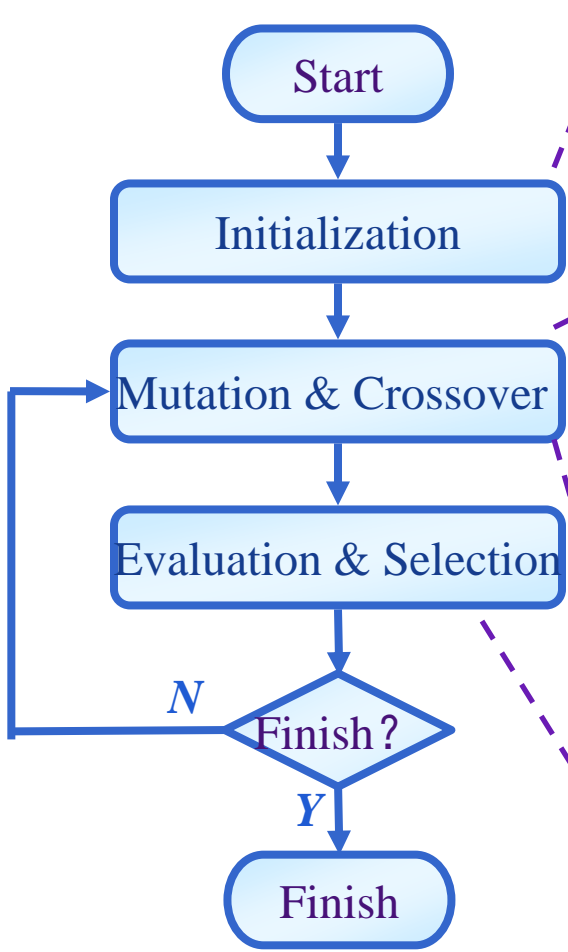 Start
Initialization
Mutation & Crossover
Evaluation & Selection
N
Finish？
Y
Finish